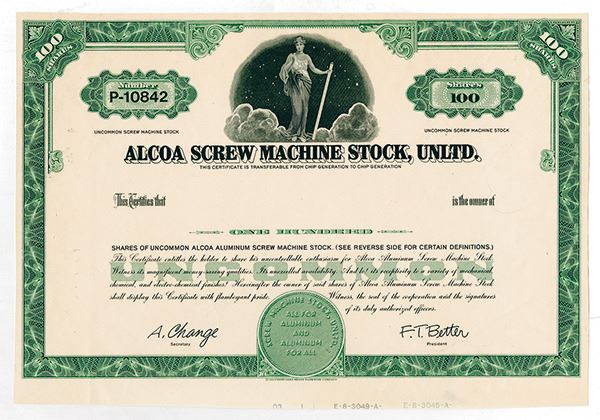 100 100
SHARES SHARES
Number Shares
P-10842 100
UNCOMMON SCREW MACHINE STOCK UNCOMMON SCREW MACHINE STOCK
ALCOA SCREW MACHINE STOCK, UNLTD.
THIS CERTIFICATE IS TRANSFERABLE FROM CHIP GENERATION TO CHIP GENERATION
This Certifies that is the owner of
ONE HUNDRED
SHARES OF UNCOMMON ALCOA ALUMINUM SCREW MACHINE STOCK. (SEE REVERSE SIDE FOR CERTAIN DEFINITIONS.)
This Certificate entitles the holder to share his uncontrollable enthusiasm for Alcoa Aluminum Screw Machine Stock.
Witness its magnificent money-saving qualities. Its unrivalled availability. And its receptivity to a variety of mechanical,
chemical, and electro-chemical finishes. Hereinafter the owner of said shares of Alcoa Aluminum Screw Machine Stock
shall display this Certificate with flamboyant pride. Witness, the seal of the corporation and the signatures
of its duly authorized officers.
SCREW MACHINE STOCK, UNLTD.
ALL FOR
ALUMINUM
AND
ALUMINUM
FOR ALL
A. Change F.T. Better
Secretary President
E-8-3049-A- E-8-3045-A-